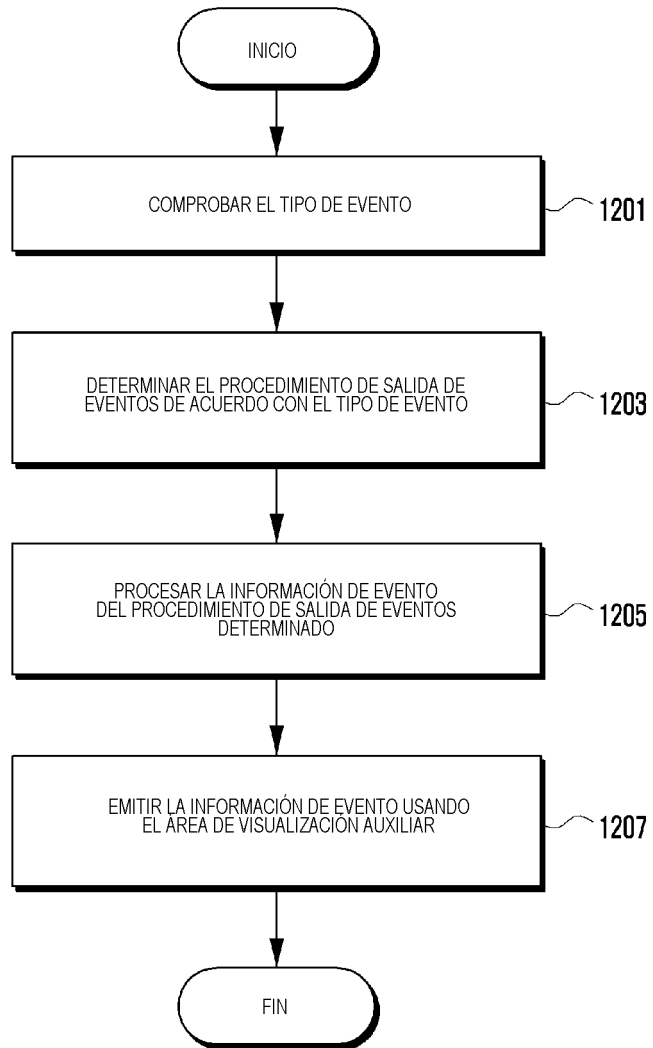 INICIO
COMPROBAR EL TIPO DE EVENTO
1201
DETERMINAR EL PROCEDIMIENTO DE SALIDA DE
EVENTOS DE ACUERDO CON EL TIPO DE EVENTO
1203
PROCESAR LA INFORMACIÓN DE EVENTO
DEL PROCEDIMIENTO DE SALIDA DE EVENTOS
DETERMINADO
1205
EMITIR LA INFORMACIÓN DE EVENTO USANDO
EL ÁREA DE VISUALIZACIÓN AUXILIAR
1207
FIN